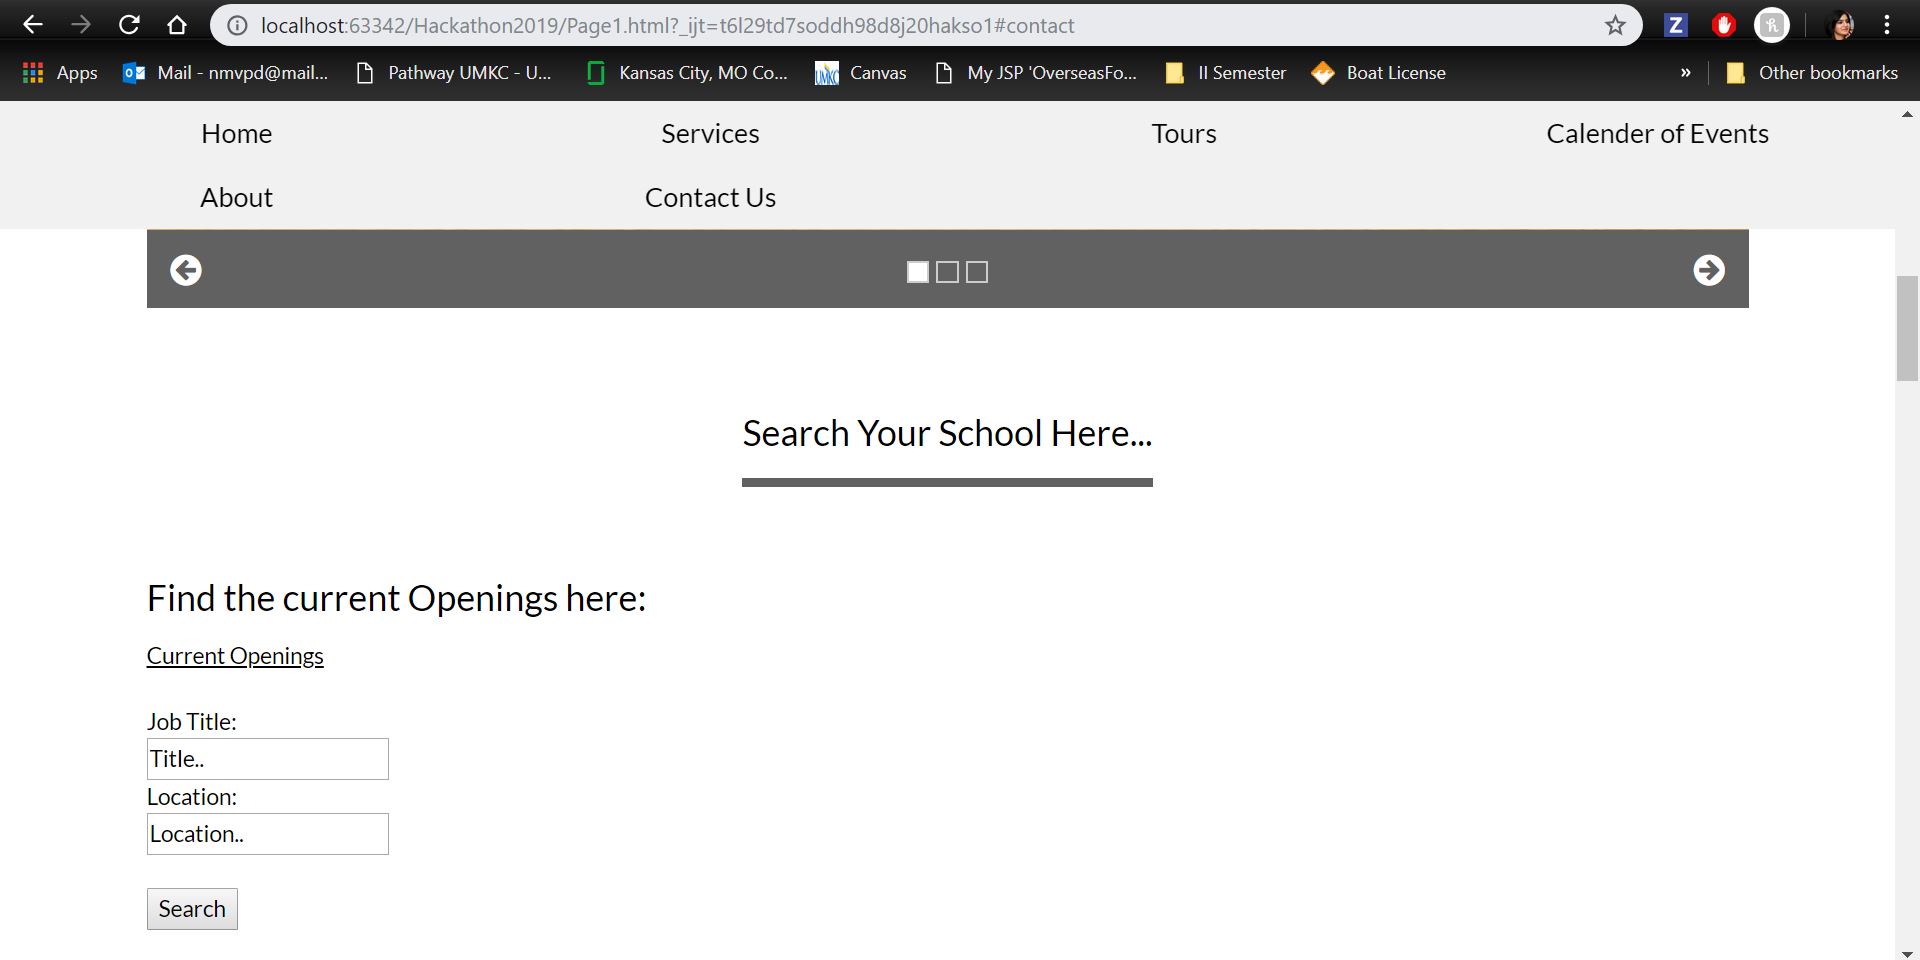 localhost:63342/Hackathon2019/Page1.html?_ijt=t6l29td7soddh98d8j20hakso1#contact
Z h
Apps Mail - nmvpd@mail... Pathway UMKC - U... Kansas City, MO Co... UMKC Canvas My JSP 'OverseasFo... II Semester Boat License » Other bookmarks
Home Services Tours Calender of Events
About Contact Us
Search Your School Here...
Find the current Openings here:
Current Openings
Job Title:
Title..
Location:
Location..
Search